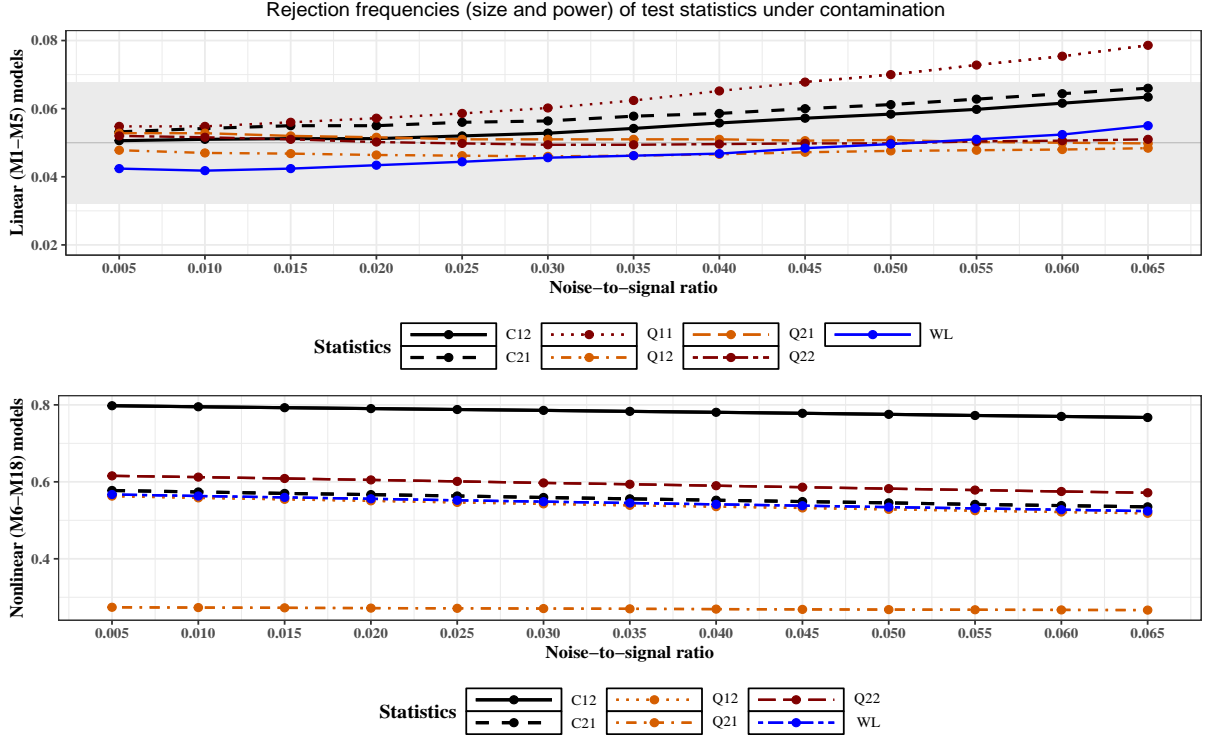 Rejection frequencies (size and power) of test statistics under contamination
Linear (M1−M5) models
0.08
0.06
0.04
0.02
0.005 0.010 0.015 0.020 0.025 0.030 0.035 0.040 0.045 0.050 0.055 0.060 0.065
Noise−to−signal ratio
Statistics
C12 Q11 Q21 WL
C21 Q12 Q22
Nonlinear (M6−M18) models
0.8
0.6
0.4
0.005 0.010 0.015 0.020 0.025 0.030 0.035 0.040 0.045 0.050 0.055 0.060 0.065
Noise−to−signal ratio
Statistics
C12 Q12 Q22
C21 Q21 WL